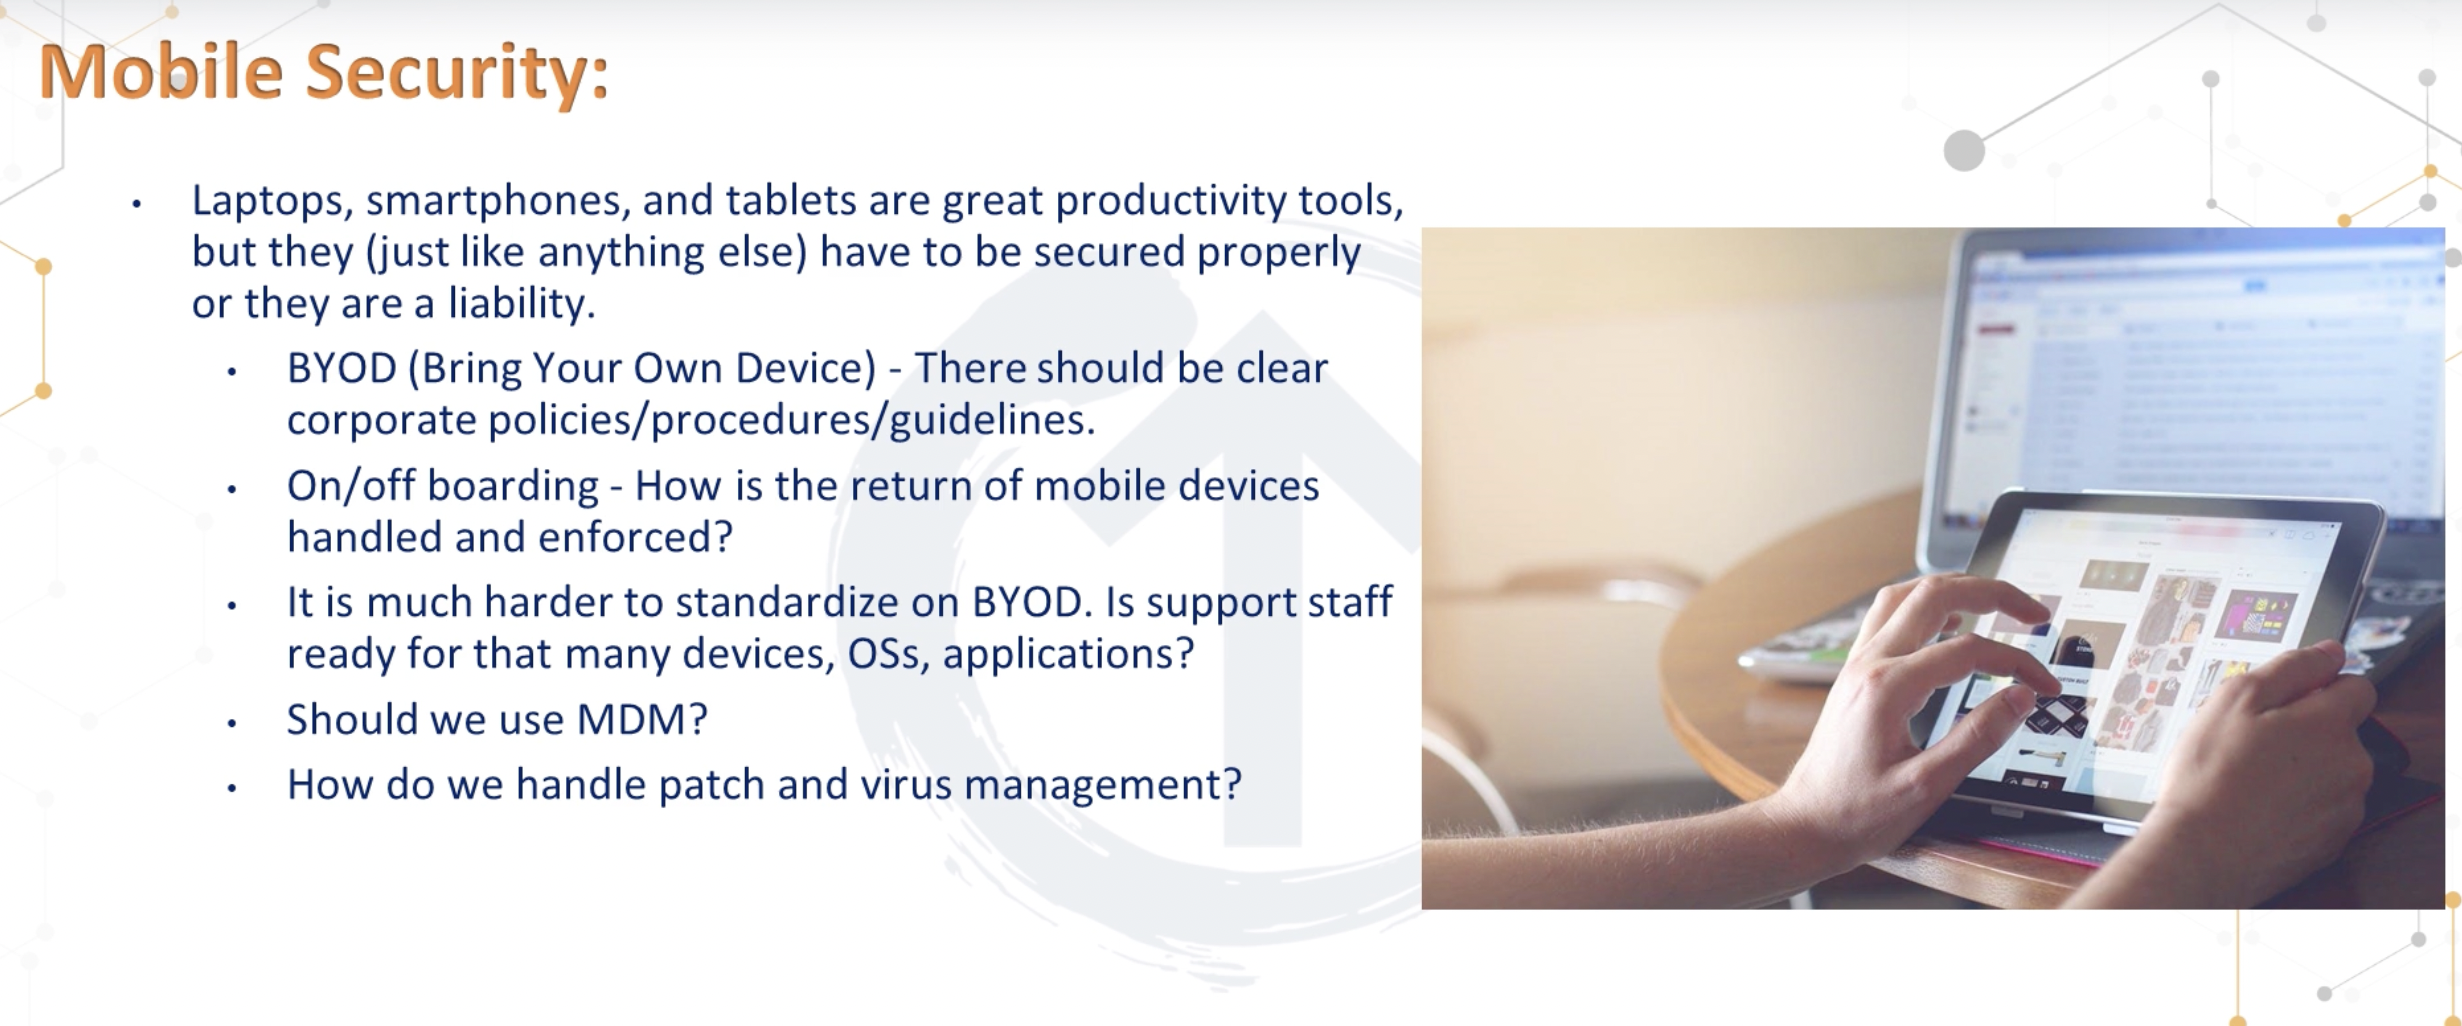 Mobile Security:
• Laptops, smartphones, and tablets are great productivity tools,
but they (just like anything else) have to be secured properly
or they are a liability.
• BYOD (Bring Your Own Device) - There should be clear
corporate policies/procedures/guidelines.
• On/off boarding - How is the return of mobile devices
handled and enforced?
• It is much harder to standardize on BYOD. Is support staff
ready for that many devices, OSs, applications?
• Should we use MDM?
• How do we handle patch and virus management?